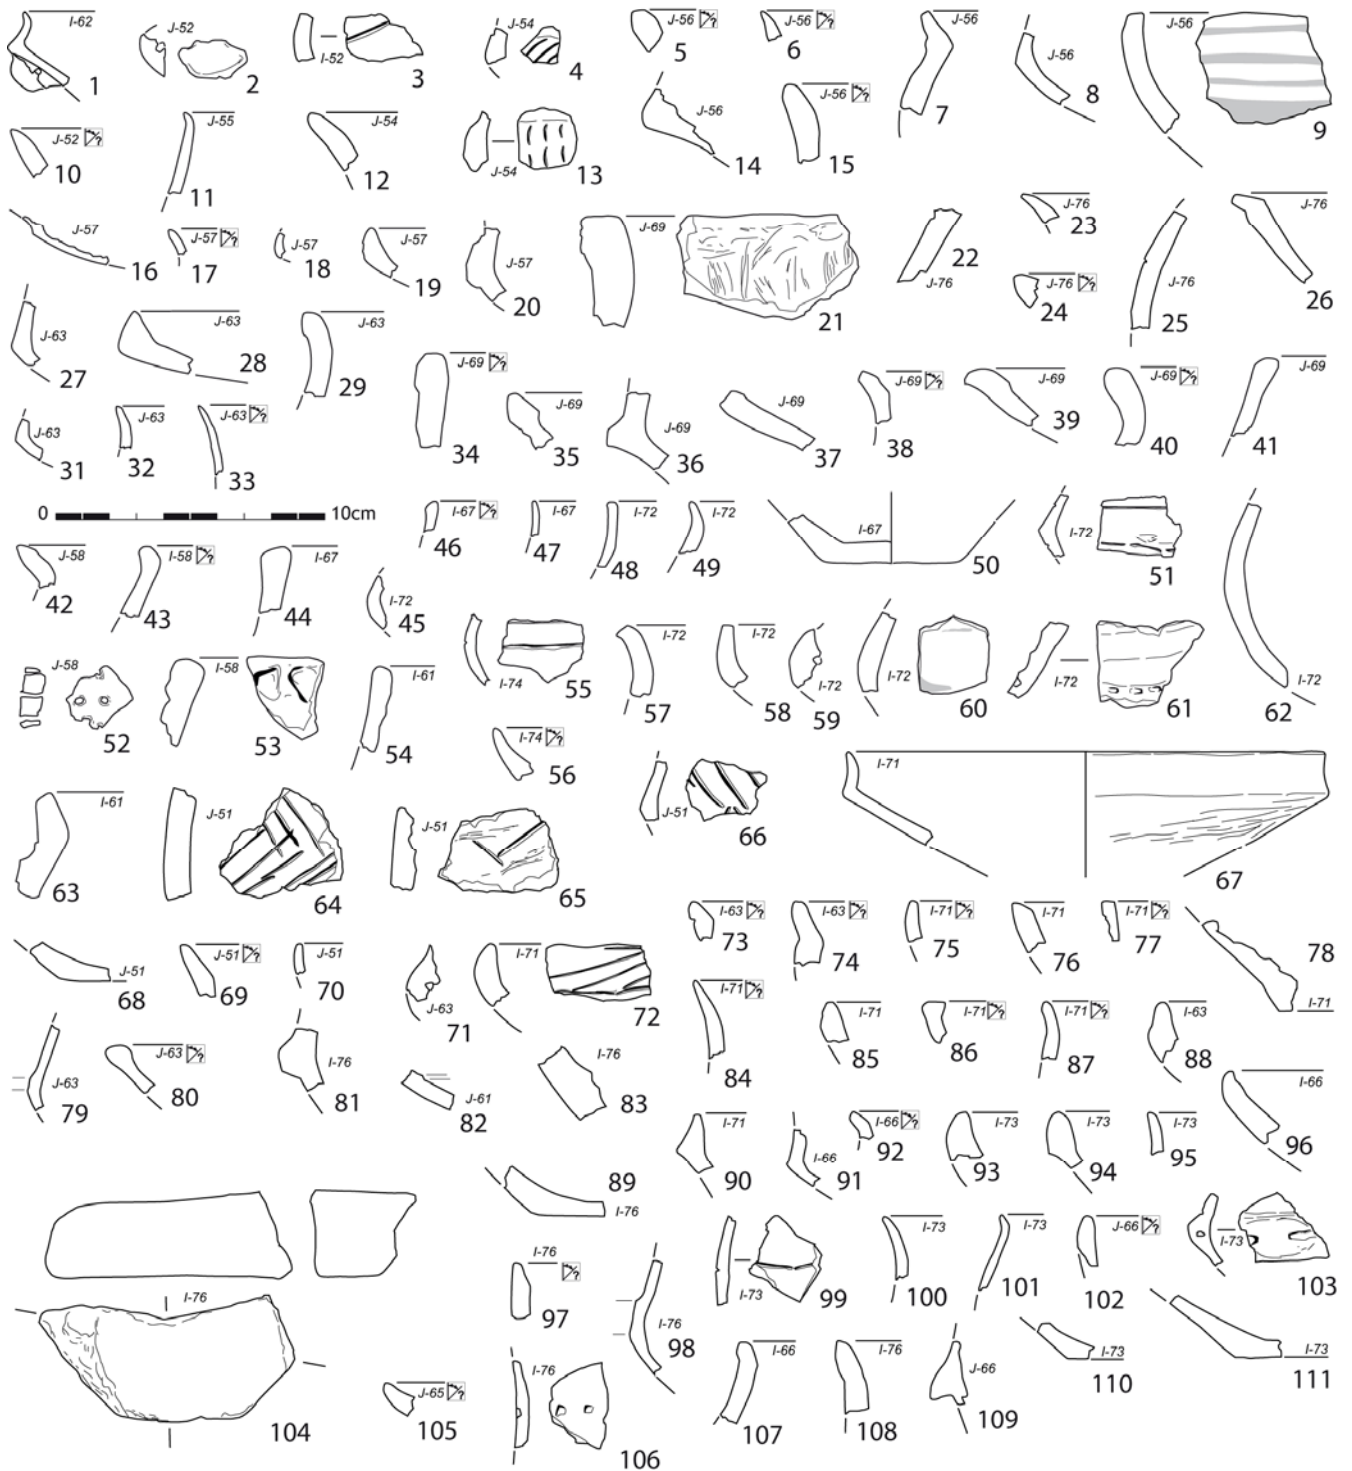 I-62 1
J-52 2
I-52 3
J-54 4
J-56 ? 5
J-56 ? 6
J-56 7
J-56 8
J-56 9
J-52 ? 10
J-55 11
J-54 12
J-54 13
J-56 14
J-56 ? 15
J-57 16
J-57 ? 17
J-57 18
J-57 19
J-57 20
J-69 21
J-76 22
J-76 23
J-76 ? 24
J-76 25
J-76 26
J-63 27
J-63 28
J-63 29
J-63 31
J-63 32
J-63 ? 33
J-69 ? 34
J-69 35
J-69 36
J-69 37
J-69 ? 38
J-69 39
J-69 ? 40
J-69 41
0 10cm
J-58 42
I-58 ? 43
I-67 44
I-72 45
I-67 ? 46
I-67 47
I-72 48
I-72 49
I-67 50
I-72 51
J-58 52
I-58 53
I-61 54
I-74 55
I-74 ? 56
I-72 57
I-72 58
I-72 59
I-72 60
I-72 61
I-72 62
I-61 63
J-51 64
J-51 65
J-51 66
I-71 67
J-51 68
J-51 ? 69
J-51 70
J-63 71
I-71 72
I-63 ? 73
I-63 ? 74
I-71 ? 75
I-71 76
I-71 ? 77
I-71 78
J-63 79
J-63 ? 80
I-76 81
J-61 82
I-76 83
I-71 ? 84
I-71 85
I-71 ? 86
I-71 ? 87
I-63 88
I-76 89
I-71 90
I-66 91
I-66 ? 92
I-73 93
I-73 94
I-73 95
I-66 96
I-76 ? 97
I-76 98
I-73 99
I-73 100
I-73 101
J-66 ? 102
I-73 103
I-76 104
J-65 ? 105
I-76 106
I-66 107
I-76 108
J-66 109
I-73 110
I-73 111